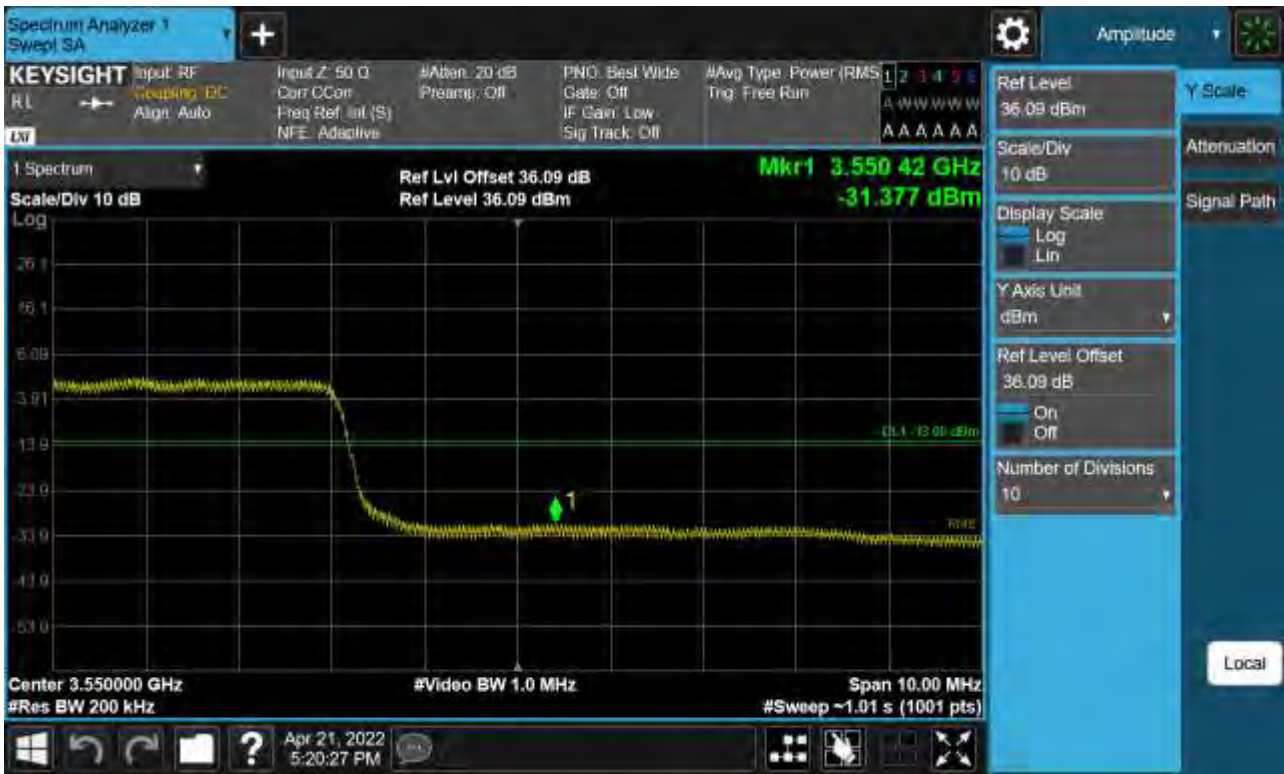 Spectrum Analyzer 1
Swept SA
+
Amplitude
KEYSIGHT
RL
LXI
Input: RF
Coupling: DC
Align: Auto
Input Z: 50 Ω
Corr CCorr
Freq Ref: Int (S)
NFE: Adaptive
#Atten: 20 dB
Preamp: Off
PNO: Best Wide
Gate: Off
IF Gain: Low
Sig Track: Off
#Avg Type: Power (RMS
Trig: Free Run
1 2 3 4 5 6
A W W W W W
A A A A A A
1 Spectrum
Scale/Div 10 dB
Ref Lvl Offset 36.09 dB
Ref Level 36.09 dBm
Mkr1 3.550 42 GHz
-31.377 dBm
Log
26.1
16.1
6.09
-3.91
-13.9
-23.9
-33.9
-43.9
-53.9
DL1 -13.00 dBm
1
Center 3.550000 GHz
#Res BW 200 kHz
#Video BW 1.0 MHz
Span 10.00 MHz
#Sweep ~1.01 s (1001 pts)
Ref Level
36.09 dBm
Scale/Div
10 dB
Display Scale
Log
Lin
Y Axis Unit
dBm
Ref Level Offset
36.09 dB
On
Off
Number of Divisions
10
Y Scale
Attenuation
Signal Path
Local
?
Apr 21, 2022
5:20:27 PM